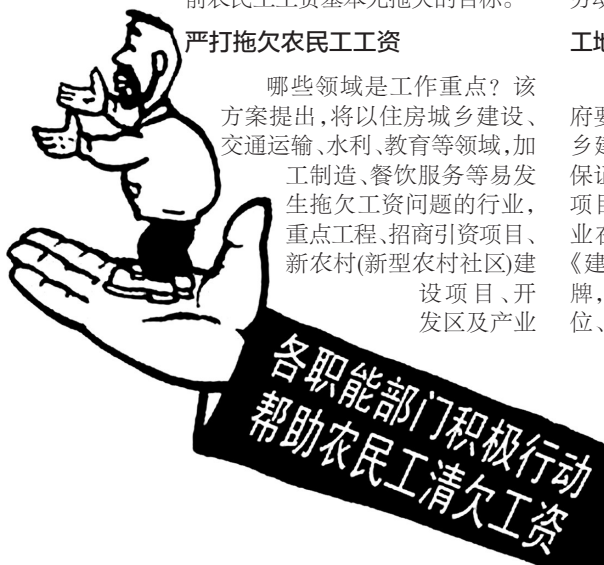 前农民工工资基本无拖欠的目标。
严打拖欠农民工工资
哪些领域是工作重点？该
方案提出，将以住房城乡建设、
交通运输、水利、教育等领域，加
工制造、餐饮服务等易发
生拖欠工资问题的行业，
重点工程、招商引资项目、
新农村(新型农村社区)建
设项目、开
发区及产业
工地
府要
乡建
保证
项目
业在
《建
牌，
位、
各职能部门积极行动
帮助农民工清欠工资